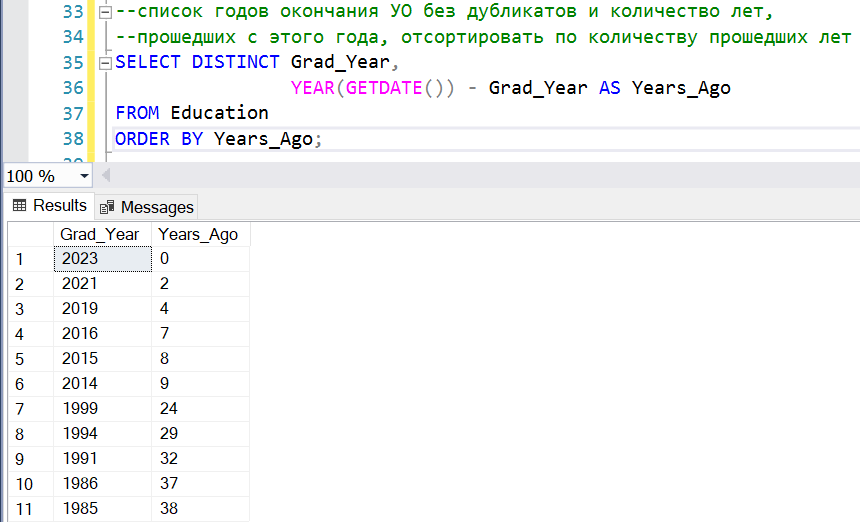 33 --список годов окончания УО без дубликатов и количество лет,
34 --прошедших с этого года, отсортировать по количеству прошедших лет
35 SELECT DISTINCT Grad_Year,
36 YEAR(GETDATE()) - Grad_Year AS Years_Ago
37 FROM Education
38 ORDER BY Years_Ago;
100 %
Results Messages
Grad_Year Years_Ago
1 2023 0
2 2021 2
3 2019 4
4 2016 7
5 2015 8
6 2014 9
7 1999 24
8 1994 29
9 1991 32
10 1986 37
11 1985 38